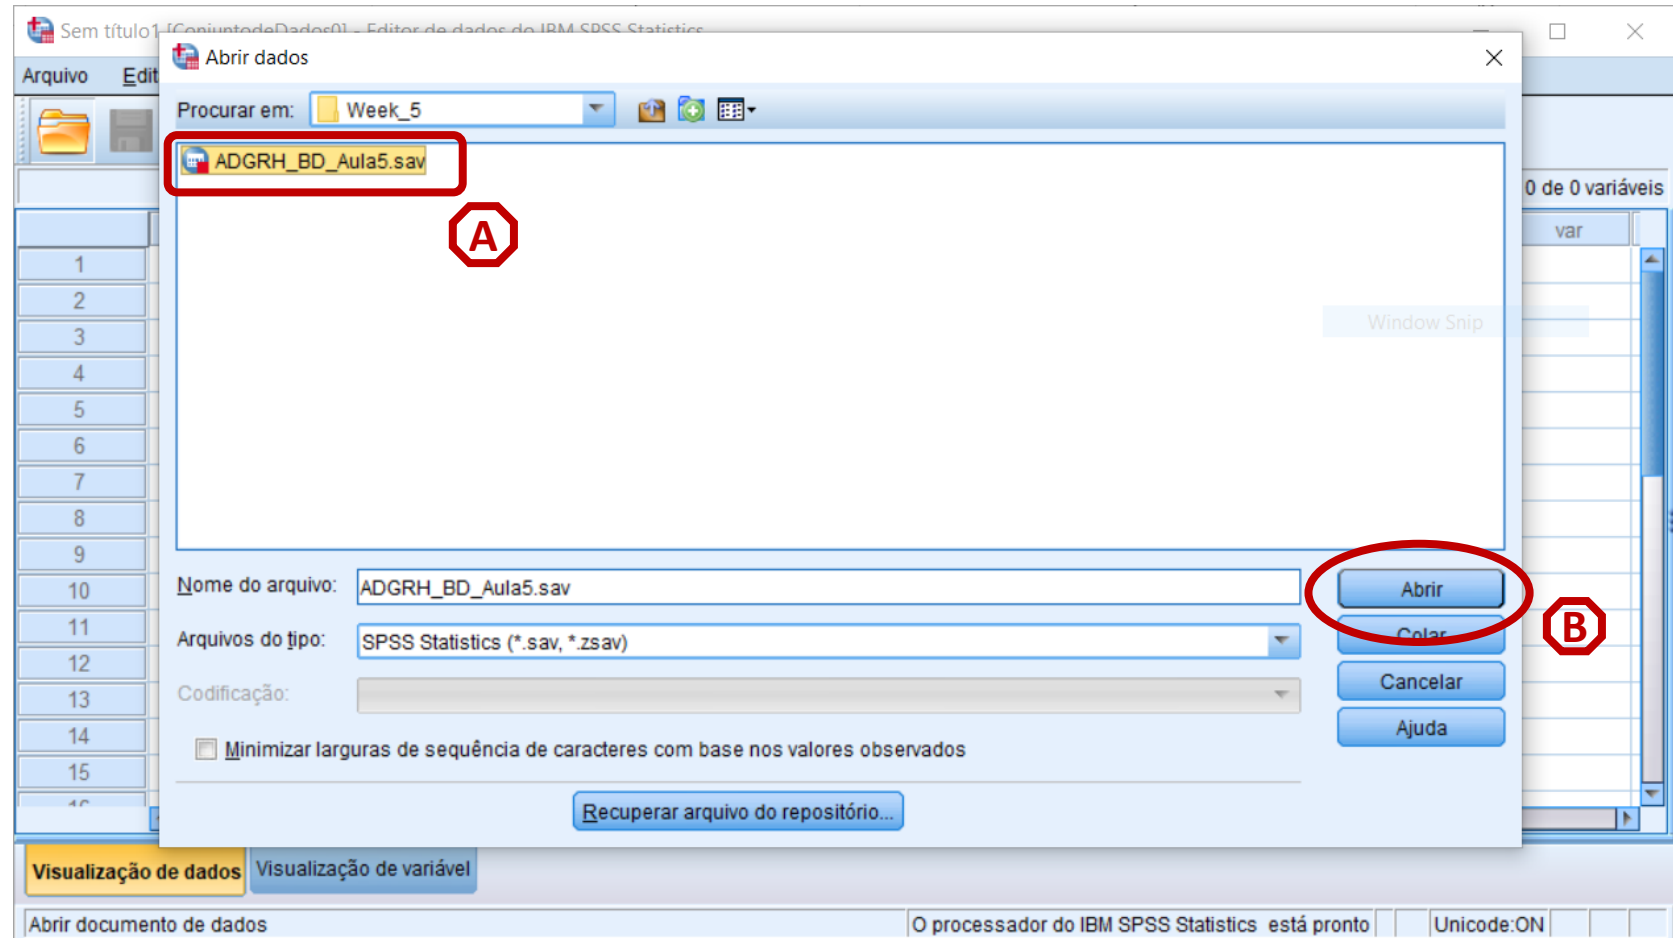 Sem título1 [ConjuntodeDados0] - Editor de dados do IBM SPSS Statistics
Abrir dados
Arquivo Edit
Procurar em: Week_5
ADGRH_BD_Aula5.sav
0 de 0 variáveis
A
var
1
2
3
Window Snip
4
5
6
7
8
9
10
Nome do arquivo: ADGRH_BD_Aula5.sav
Abrir
11
Arquivos do tipo: SPSS Statistics (*.sav, *.zsav)
Colar
B
12
Codificação:
Cancelar
13
14
Ajuda
Minimizar larguras de sequência de caracteres com base nos valores observados
15
16
Recuperar arquivo do repositório...
Visualização de dados Visualização de variável
Abrir documento de dados
O processador do IBM SPSS Statistics está pronto
Unicode:ON